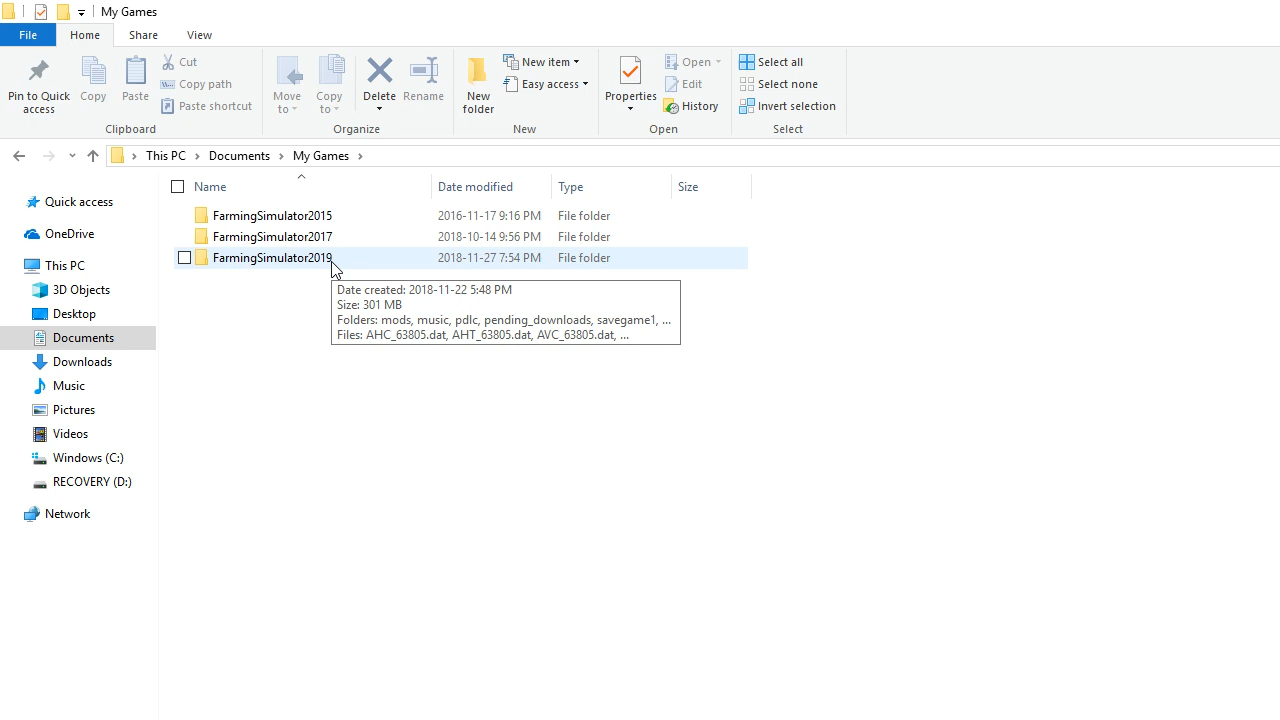 My Games
File Home Share View
Pin to Quick access
Copy
Paste
Cut
Copy path
Paste shortcut
Clipboard
Move to
Copy to
Delete
Rename
Organize
New folder
New item
Easy access
New
Properties
Open
Edit
History
Open
Select all
Select none
Invert selection
Select
This PC > Documents > My Games >
Name Date modified Type Size
FarmingSimulator2015 2016-11-17 9:16 PM File folder
FarmingSimulator2017 2018-10-14 9:56 PM File folder
FarmingSimulator2019 2018-11-27 7:54 PM File folder
Date created: 2018-11-22 5:48 PM
Size: 301 MB
Folders: mods, music, pdlc, pending_downloads, savegame1, ...
Files: AHC_63805.dat, AHT_63805.dat, AVC_63805.dat, ...
Quick access
OneDrive
This PC
3D Objects
Desktop
Documents
Downloads
Music
Pictures
Videos
Windows (C:)
RECOVERY (D:)
Network